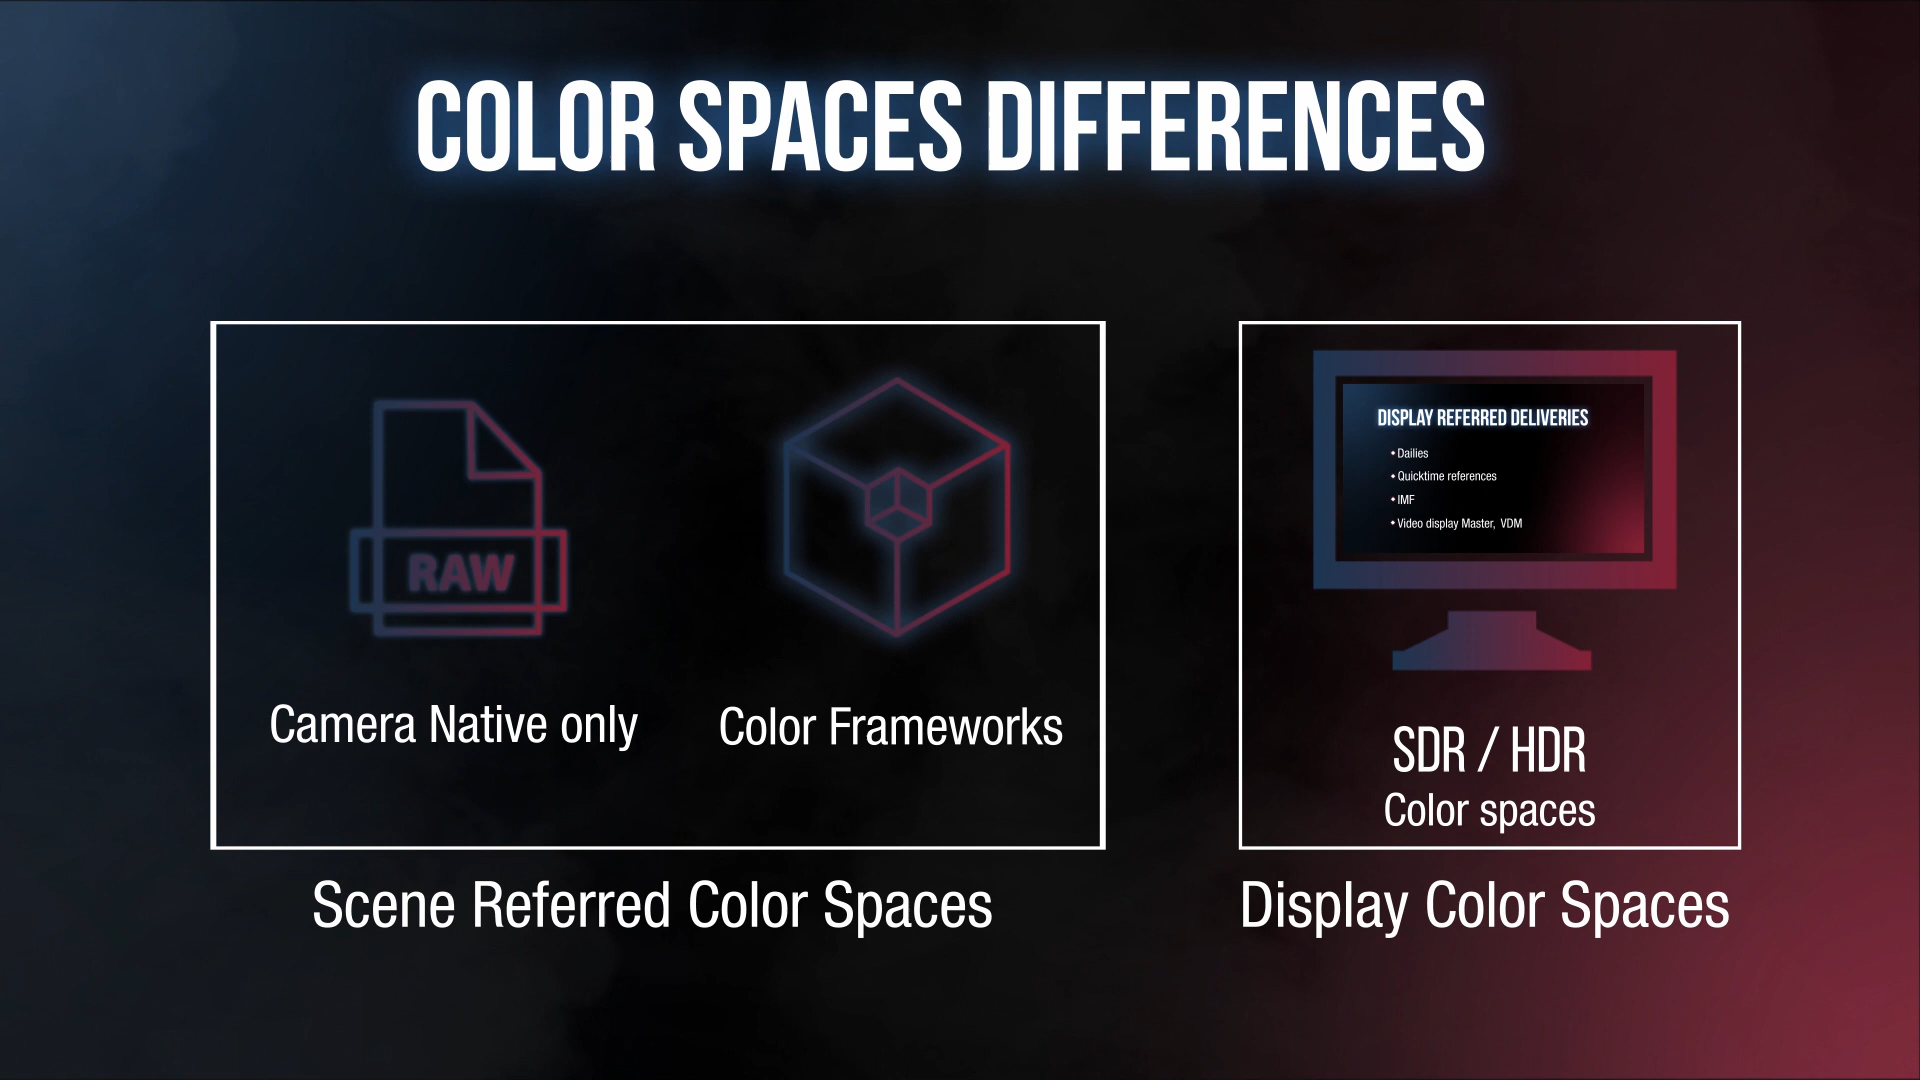 COLOR SPACES DIFFERENCES
RAW
Camera Native only
Color Frameworks
Scene Referred Color Spaces
DISPLAY REFERRED DELIVERIES
• Dailies
• Quicktime references
• IMF
• Video display Master, VDM
SDR / HDR
Color spaces
Display Color Spaces